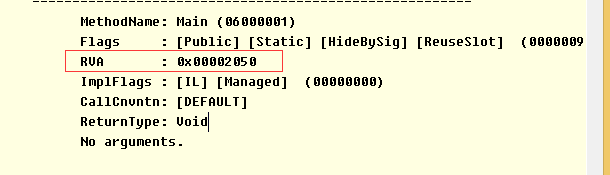 -------------------------------------------------------
MethodName: Main (06000001)
Flags     : [Public] [Static] [HideBySig] [ReuseSlot]  (0000009
RVA       : 0x00002050
ImplFlags : [IL] [Managed]  (00000000)
CallCnvntn: [DEFAULT]
ReturnType: Void
No arguments.